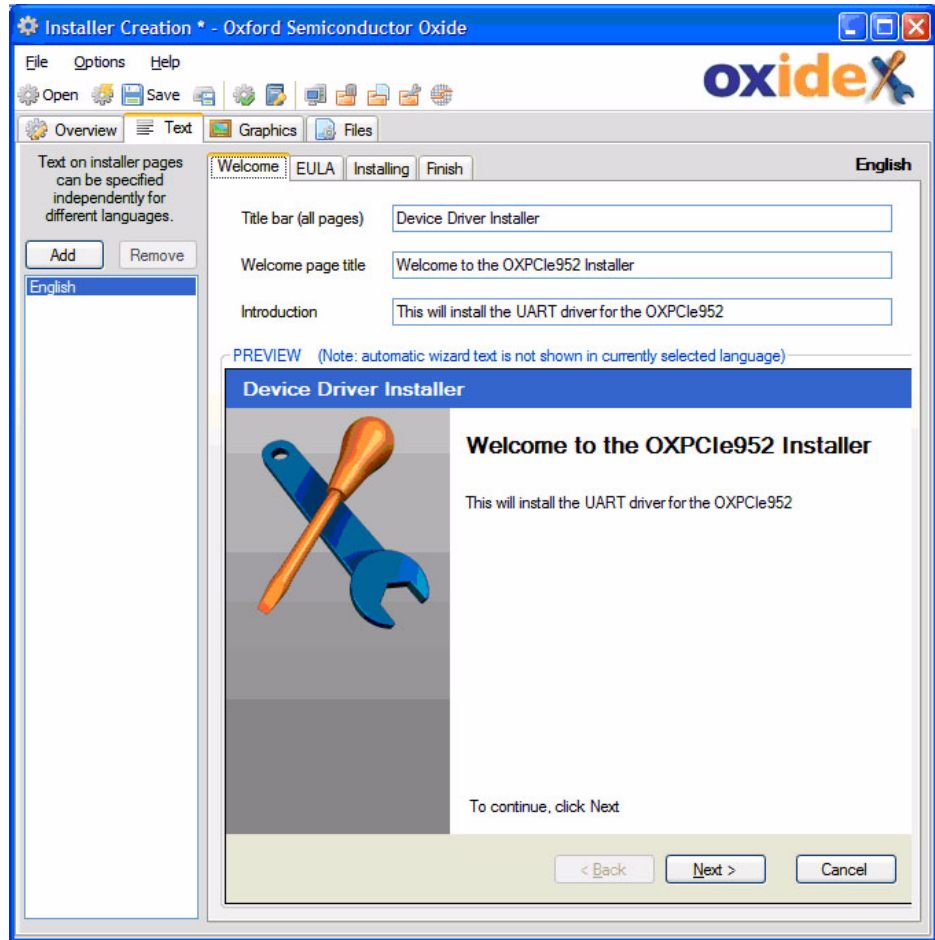 Installer Creation * - Oxford Semiconductor Oxide
File Options Help
Open Save
oxide
Overview Text Graphics Files
Text on installer pages
can be specified
independently for
different languages.
Add Remove
English
Welcome EULA Installing Finish
English
Title bar (all pages) Device Driver Installer
Welcome page title Welcome to the OXPCIe952 Installer
Introduction This will install the UART driver for the OXPCIe952
PREVIEW (Note: automatic wizard text is not shown in currently selected language)
Device Driver Installer
Welcome to the OXPCIe952 Installer
This will install the UART driver for the OXPCIe952
To continue, click Next
< Back Next > Cancel